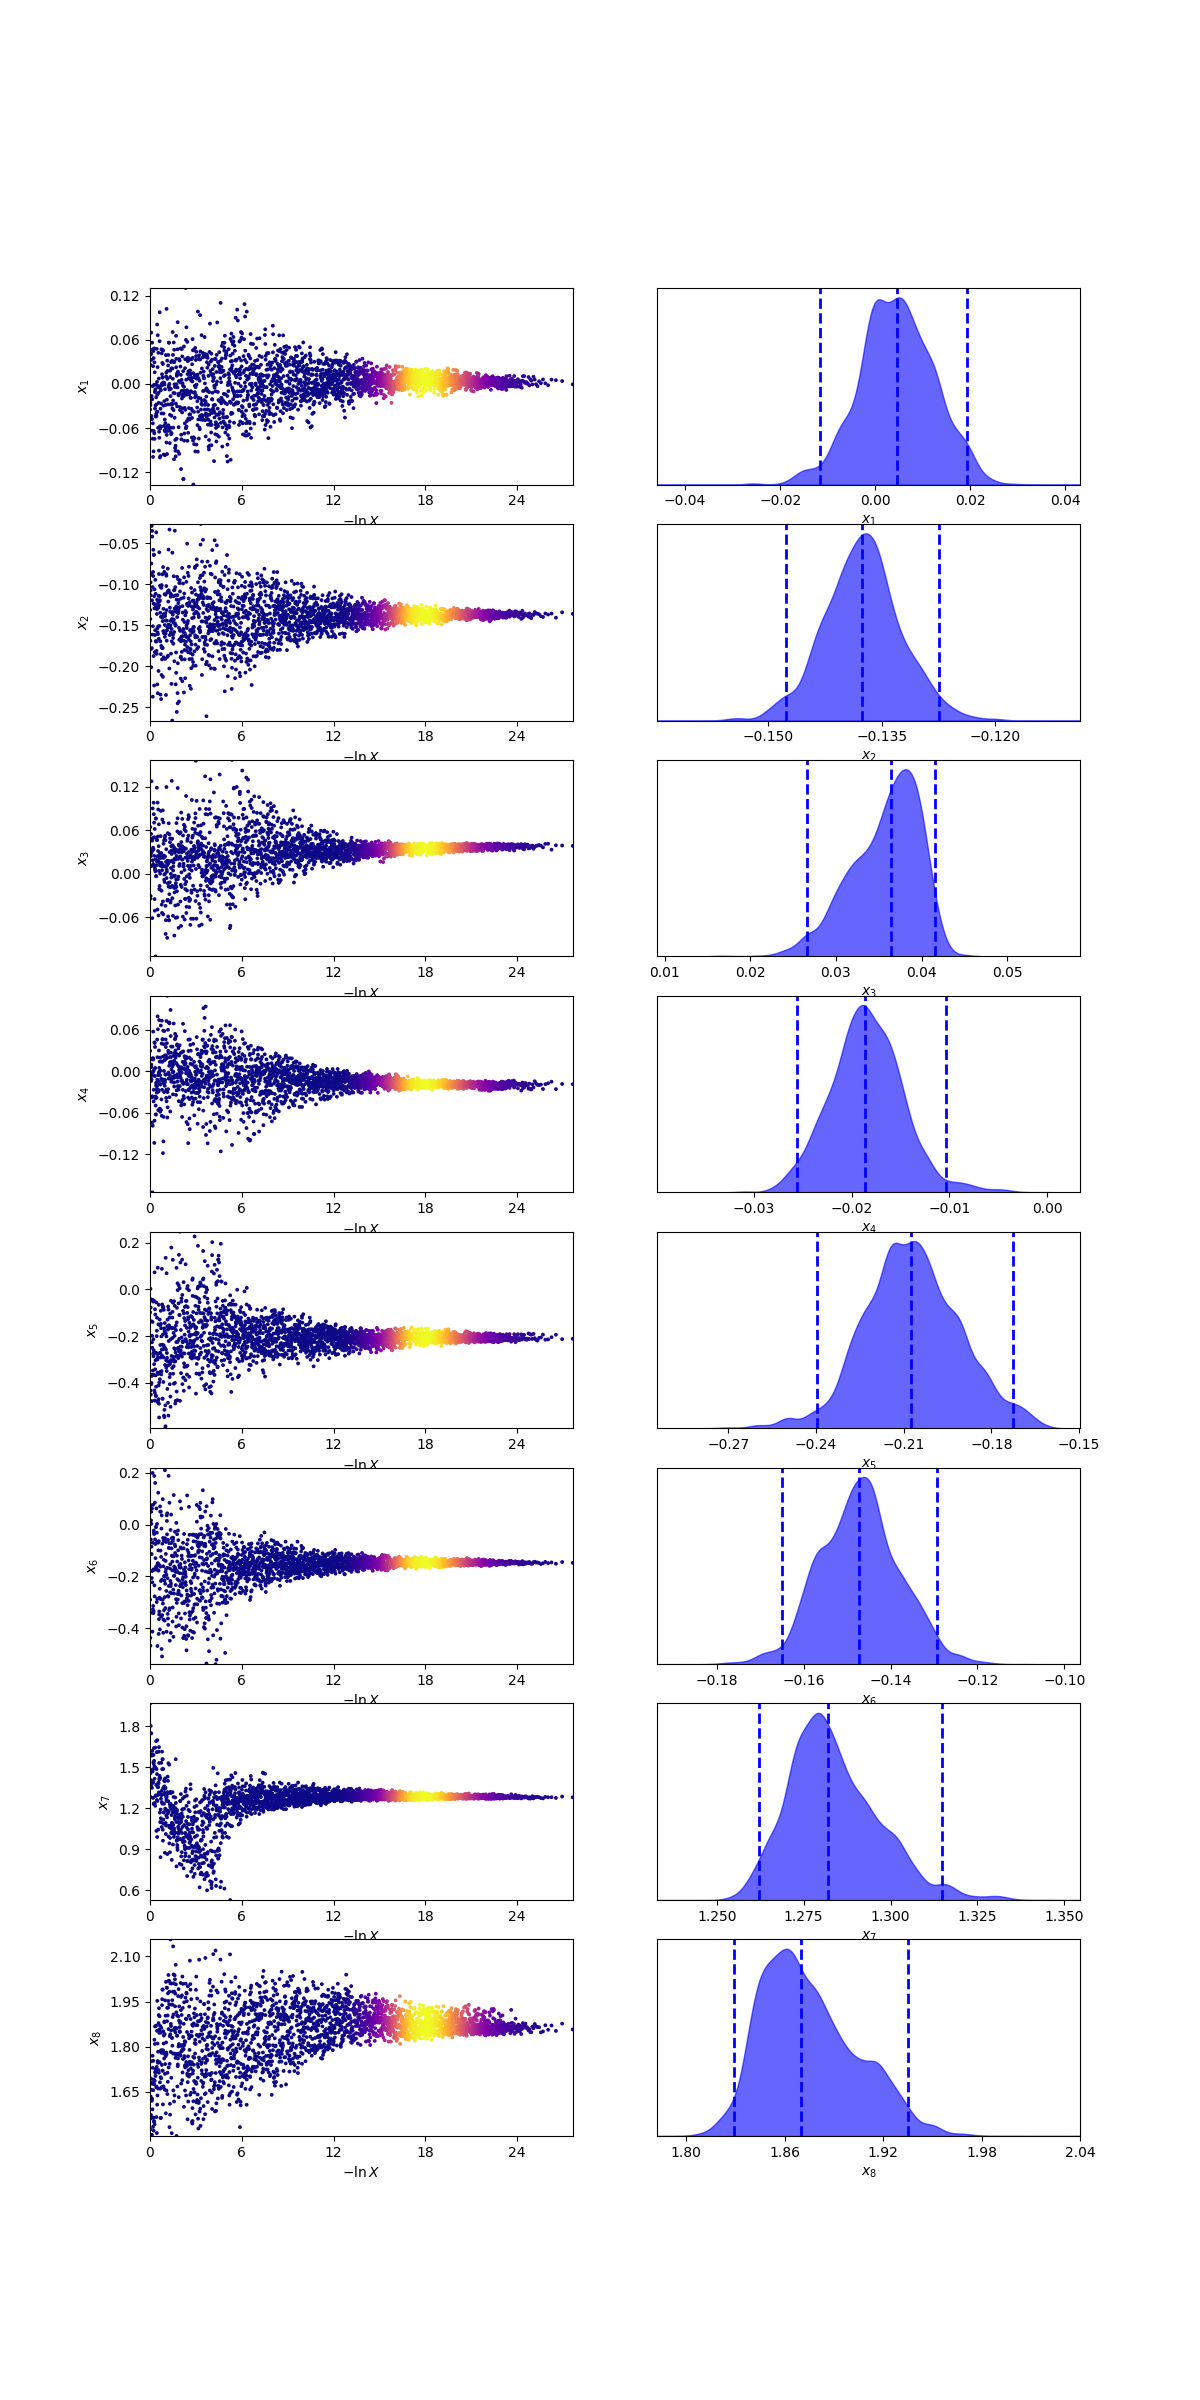 0.12
0.06
0.00
−0.06
−0.12
x₁
0 6 12 18 24
−ln X
−0.04 −0.02 0.00 0.02 0.04
x₁
−0.05
−0.10
−0.15
−0.20
−0.25
x₂
0 6 12 18 24
−ln X
−0.150 −0.135 −0.120
x₂
0.12
0.06
0.00
−0.06
x₃
0 6 12 18 24
−ln X
0.01 0.02 0.03 0.04 0.05
x₃
0.06
0.00
−0.06
−0.12
x₄
0 6 12 18 24
−ln X
−0.03 −0.02 −0.01 0.00
x₄
0.2
0.0
−0.2
−0.4
x₅
0 6 12 18 24
−ln X
−0.27 −0.24 −0.21 −0.18 −0.15
x₅
0.2
0.0
−0.2
−0.4
x₆
0 6 12 18 24
−ln X
−0.18 −0.16 −0.14 −0.12 −0.10
x₆
1.8
1.5
1.2
0.9
0.6
x₇
0 6 12 18 24
−ln X
1.250 1.275 1.300 1.325 1.350
x₇
2.10
1.95
1.80
1.65
x₈
0 6 12 18 24
−ln X
1.80 1.86 1.92 1.98 2.04
x₈